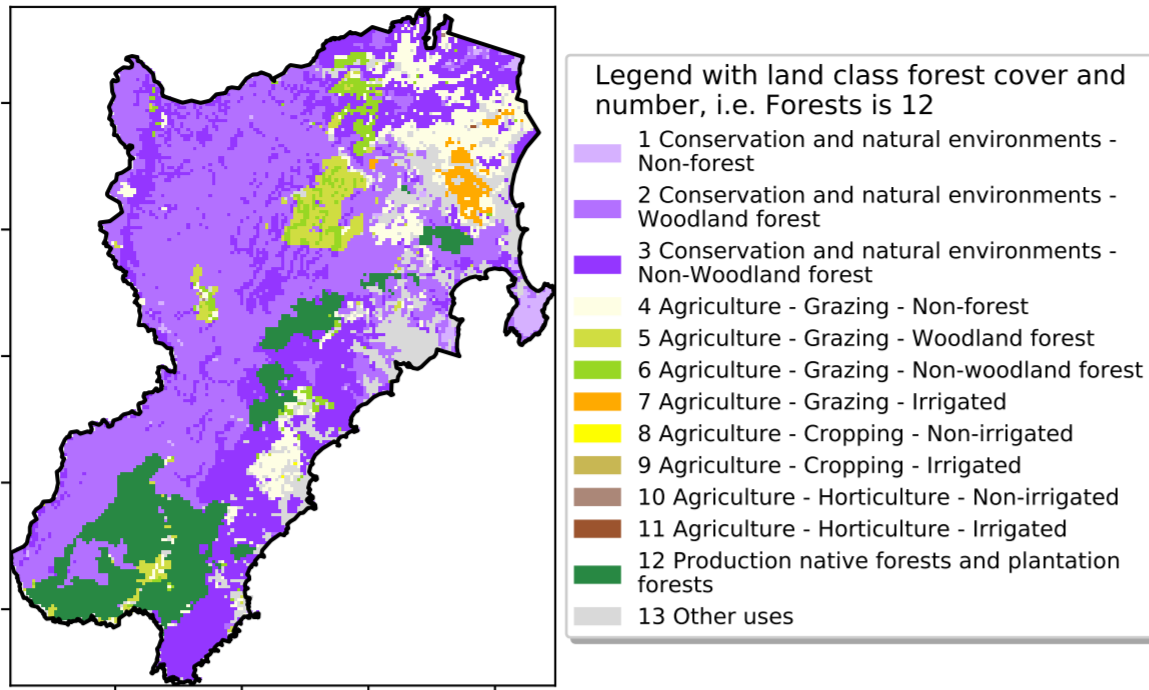 Legend with land class forest cover and
number, i.e. Forests is 12
1 Conservation and natural environments -
Non-forest
2 Conservation and natural environments -
Woodland forest
3 Conservation and natural environments -
Non-Woodland forest
4 Agriculture - Grazing - Non-forest
5 Agriculture - Grazing - Woodland forest
6 Agriculture - Grazing - Non-woodland forest
7 Agriculture - Grazing - Irrigated
8 Agriculture - Cropping - Non-irrigated
9 Agriculture - Cropping - Irrigated
10 Agriculture - Horticulture - Non-irrigated
11 Agriculture - Horticulture - Irrigated
12 Production native forests and plantation
forests
13 Other uses